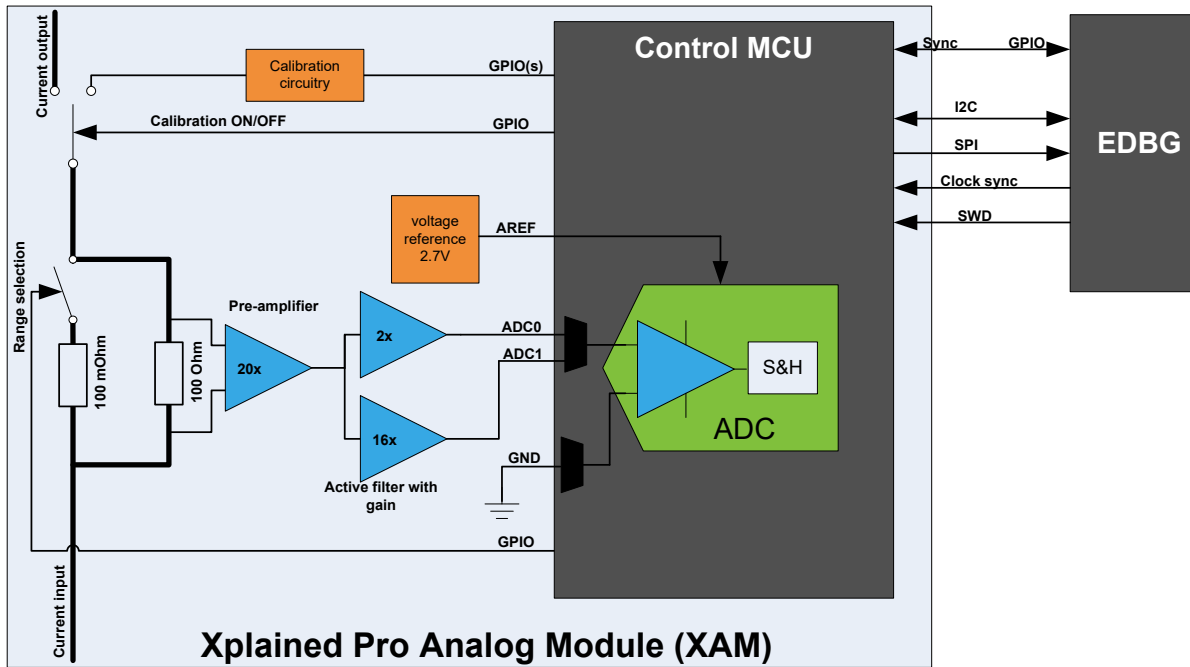 Current output
Calibration
circuitry
GPIO(s)
Control MCU
Sync
GPIO
Calibration ON/OFF
GPIO
I2C
SPI
EDBG
Clock sync
SWD
voltage
reference
2.7V
AREF
Range selection
Pre-amplifier
100 mOhm
100 Ohm
20x
2x
16x
ADC0
ADC1
S&H
ADC
GND
Active filter with
gain
GPIO
Current input
Xplained Pro Analog Module (XAM)